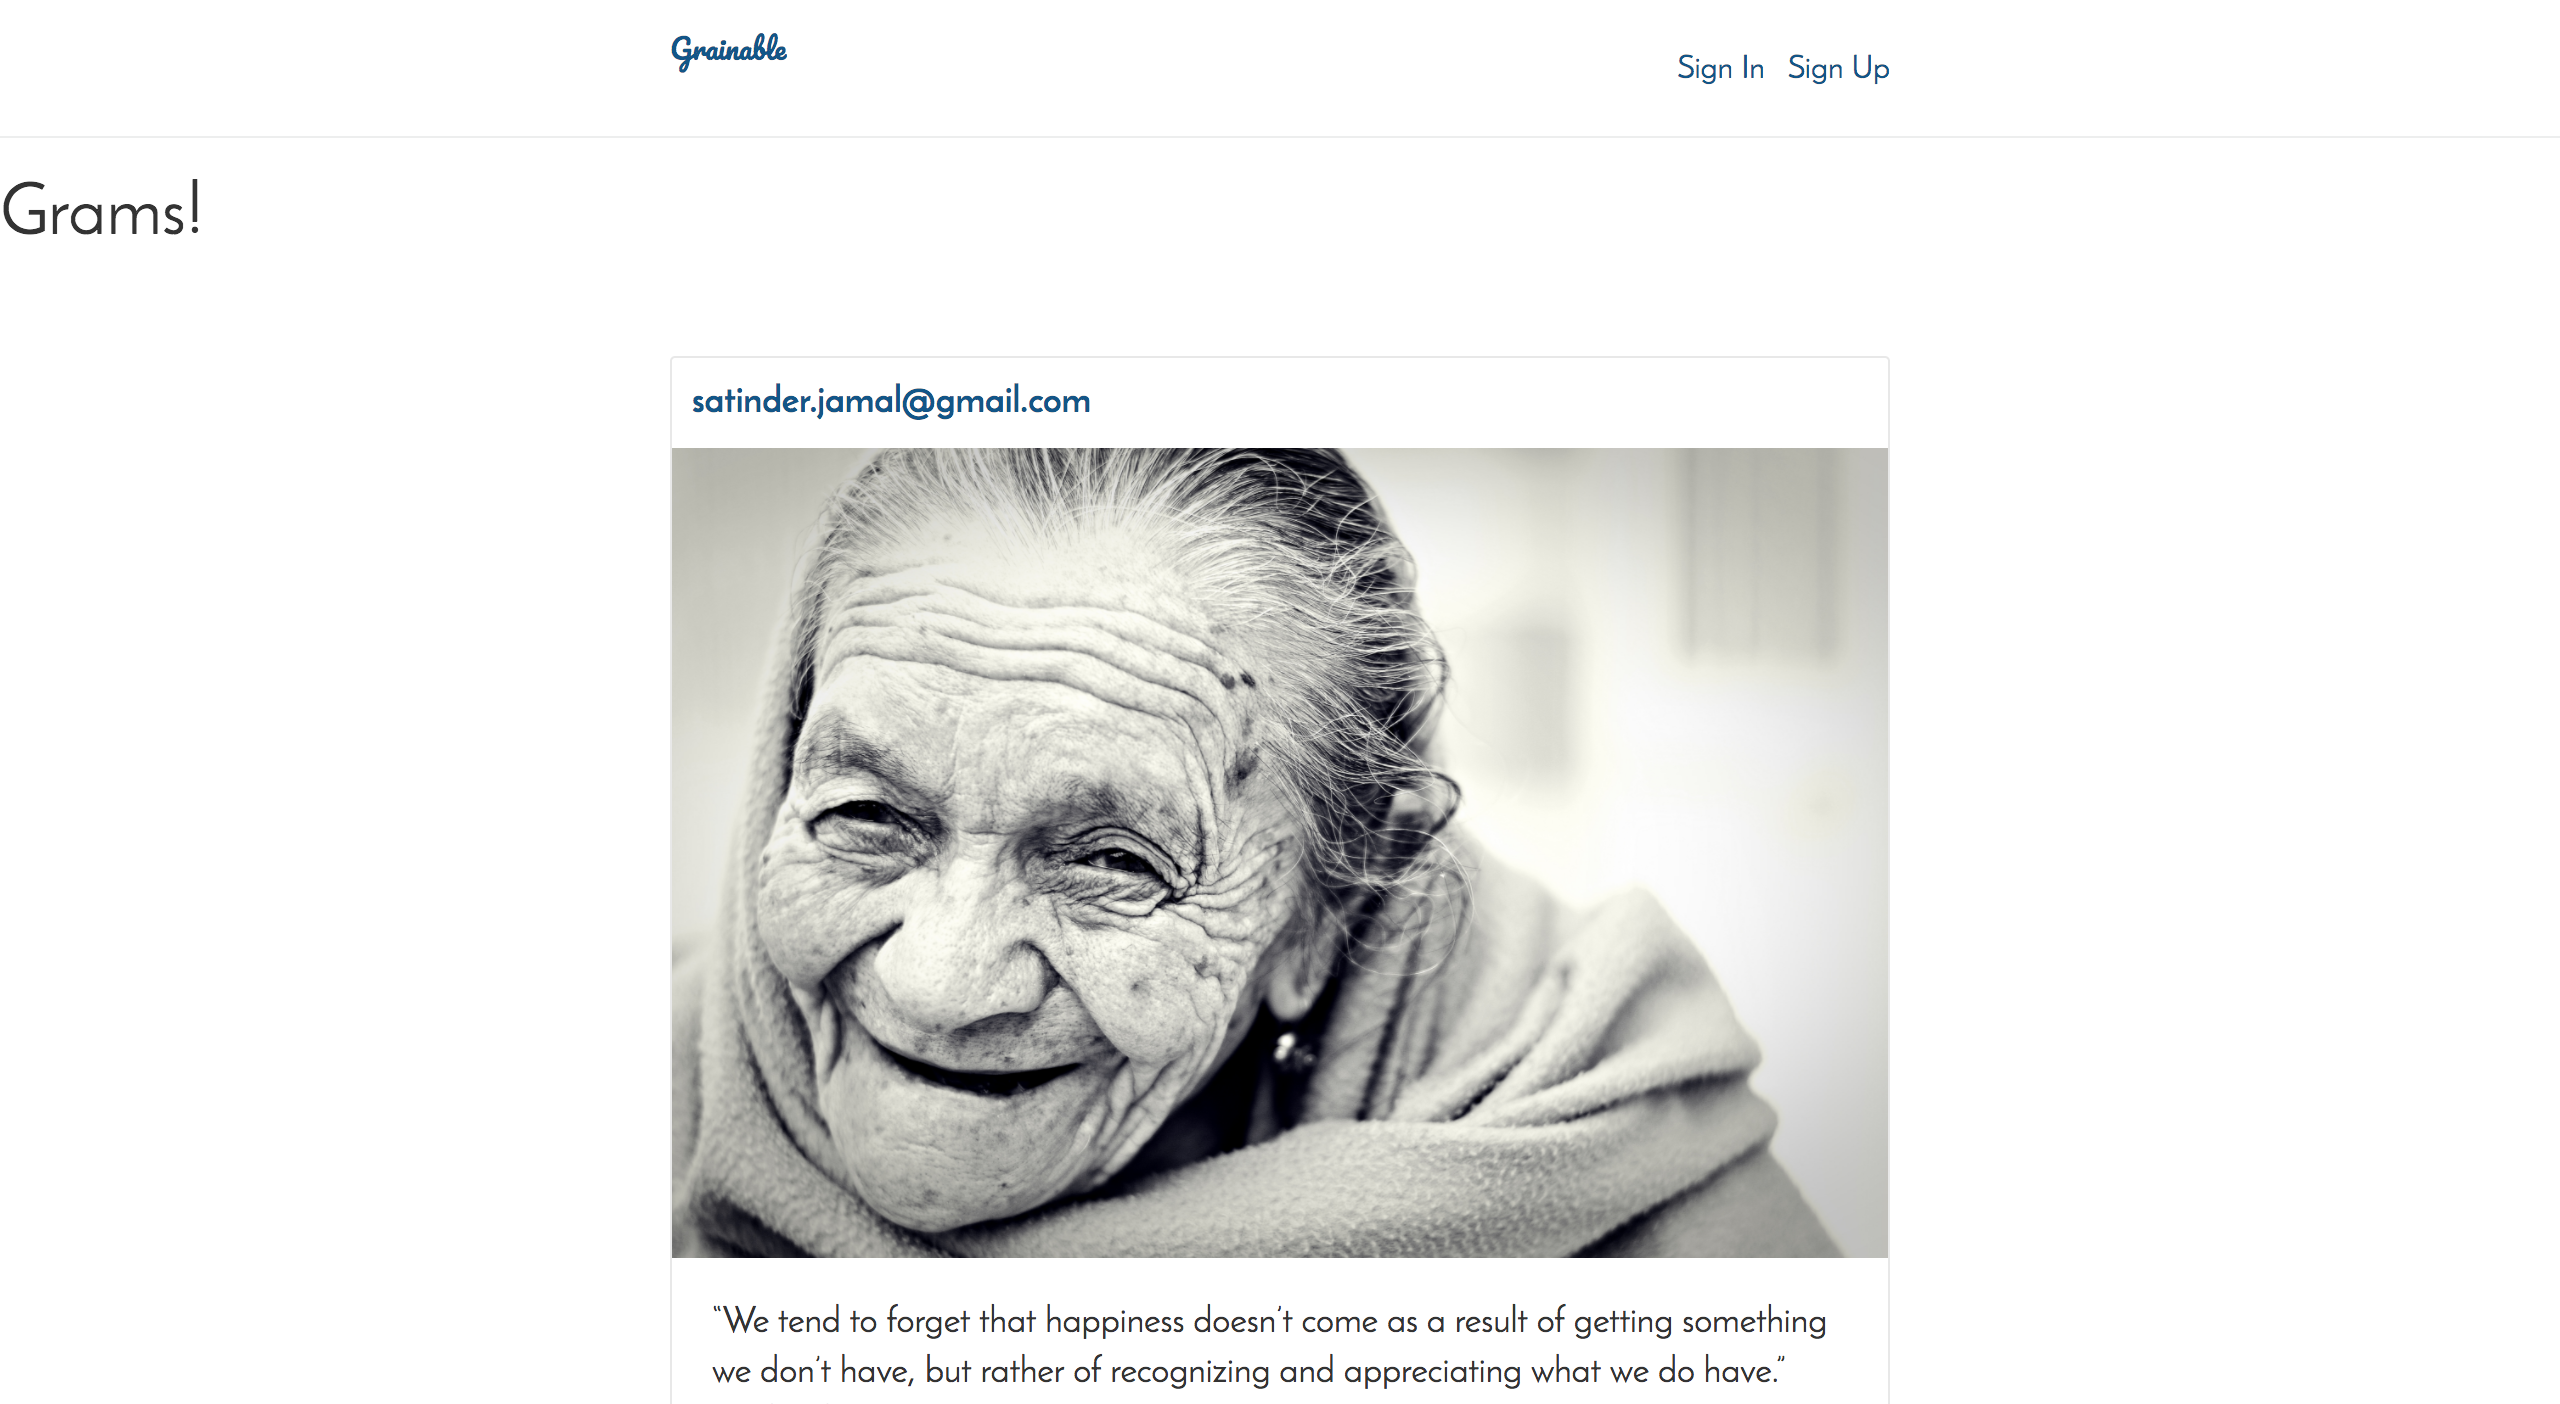 Grainable
Sign In Sign Up
Grams!
satinder.jamal@gmail.com
“We tend to forget that happiness doesn’t come as a result of getting something
we don’t have, but rather of recognizing and appreciating what we do have.”